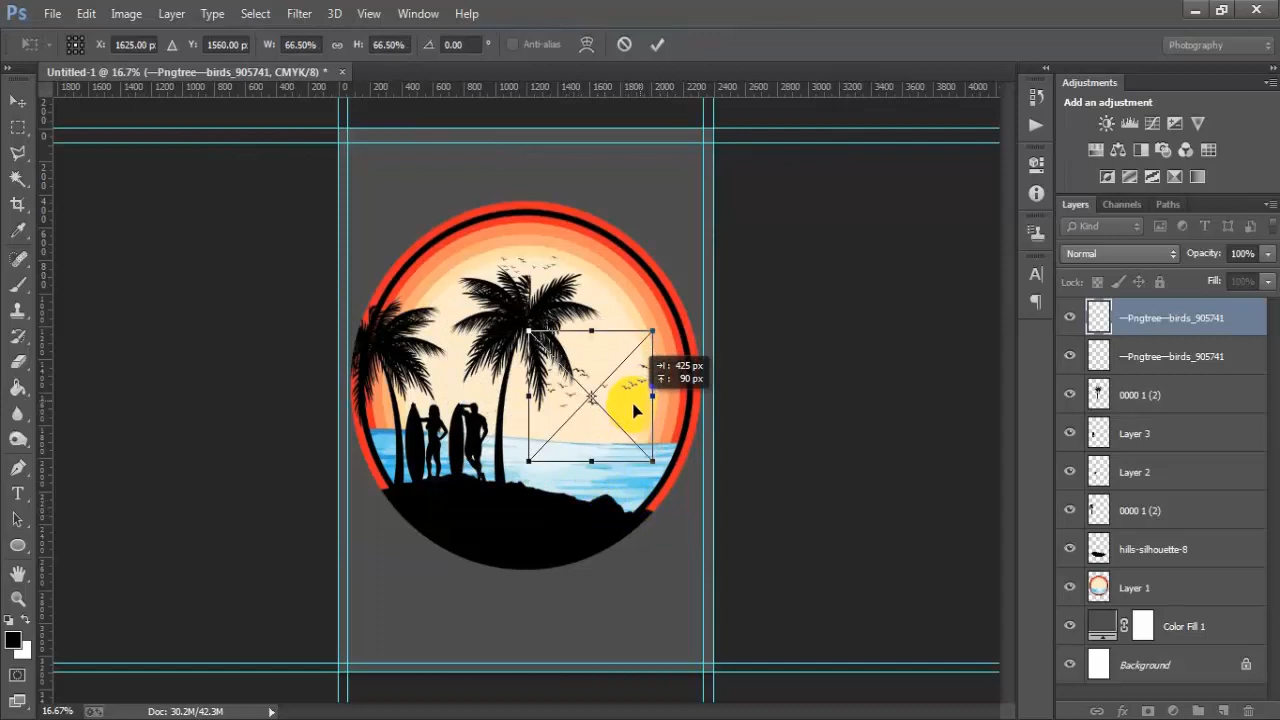 Ps File Edit Image Layer Type Select Filter 3D View Window Help
X: 1625.00 p Y: 1560.00 p W: 66.50% H: 66.50% 0.00 ° Anti-alias Photography
Untitled-1 @ 16.7% (—Pngtree—birds_905741, CMYK/8) * ×
1800 1600 1400 1200 1000 800 600 400 200 0 200 400 600 800 1000 1200 1400 1600 1800 2000 2200 2400 2600 2800 3000 3200 3400 3600 3800 4000
Adjustments
Add an adjustment
Layers Channels Paths
Kind
Normal Opacity: 100%
Lock: Fill: 100%
—Pngtree—birds_905741
—Pngtree—birds_905741
0000 1 (2)
Layer 3
Layer 2
0000 1 (2)
hills-silhouette-8
Layer 1
Color Fill 1
Background
→I: 425 px
90 px
16.67% Doc: 30.2M/42.3M